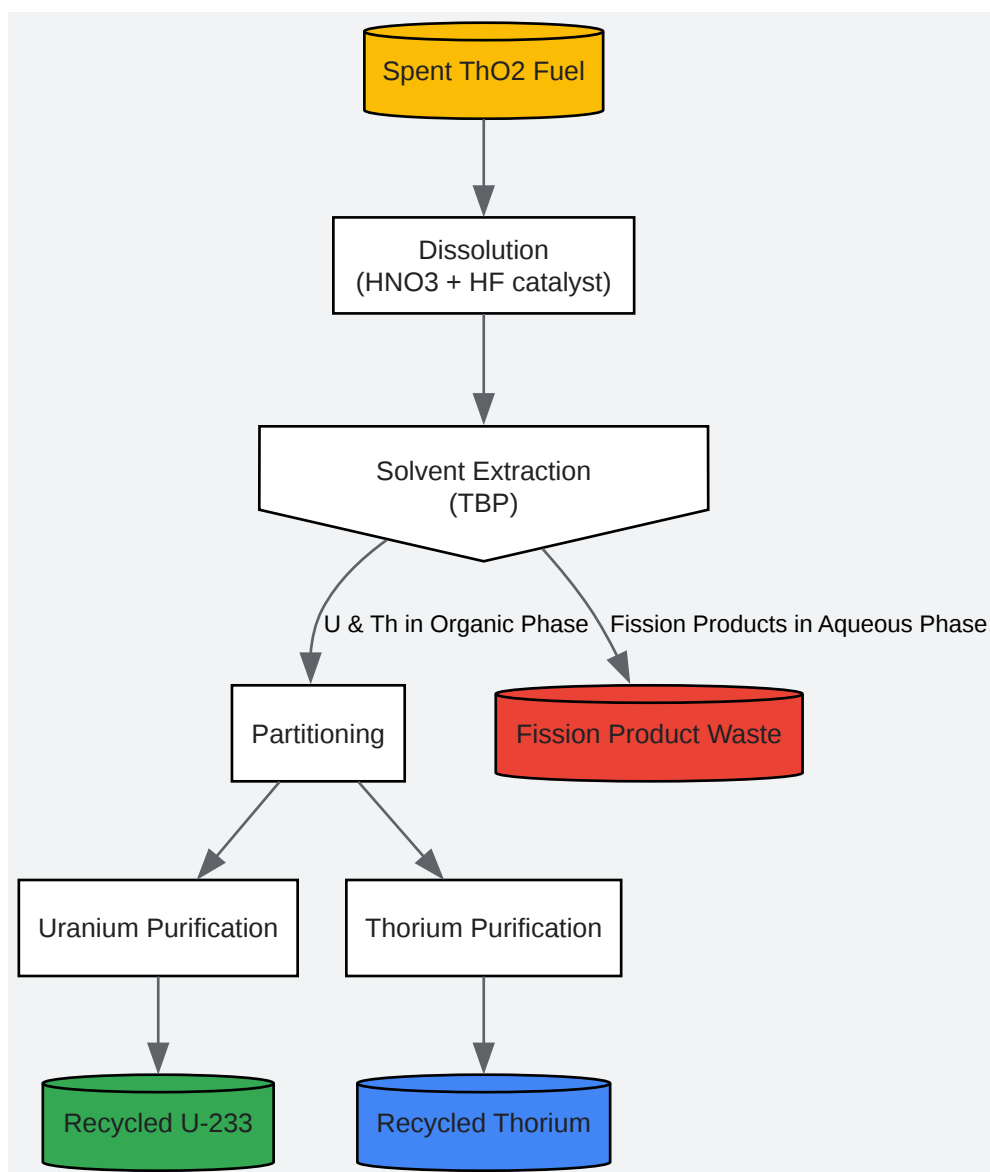 Spent ThO2 Fuel
Dissolution
(HNO3 + HF catalyst)
Solvent Extraction
(TBP)
U & Th in Organic Phase
Fission Products in Aqueous Phase
Partitioning
Fission Product Waste
Uranium Purification
Thorium Purification
Recycled U-233
Recycled Thorium